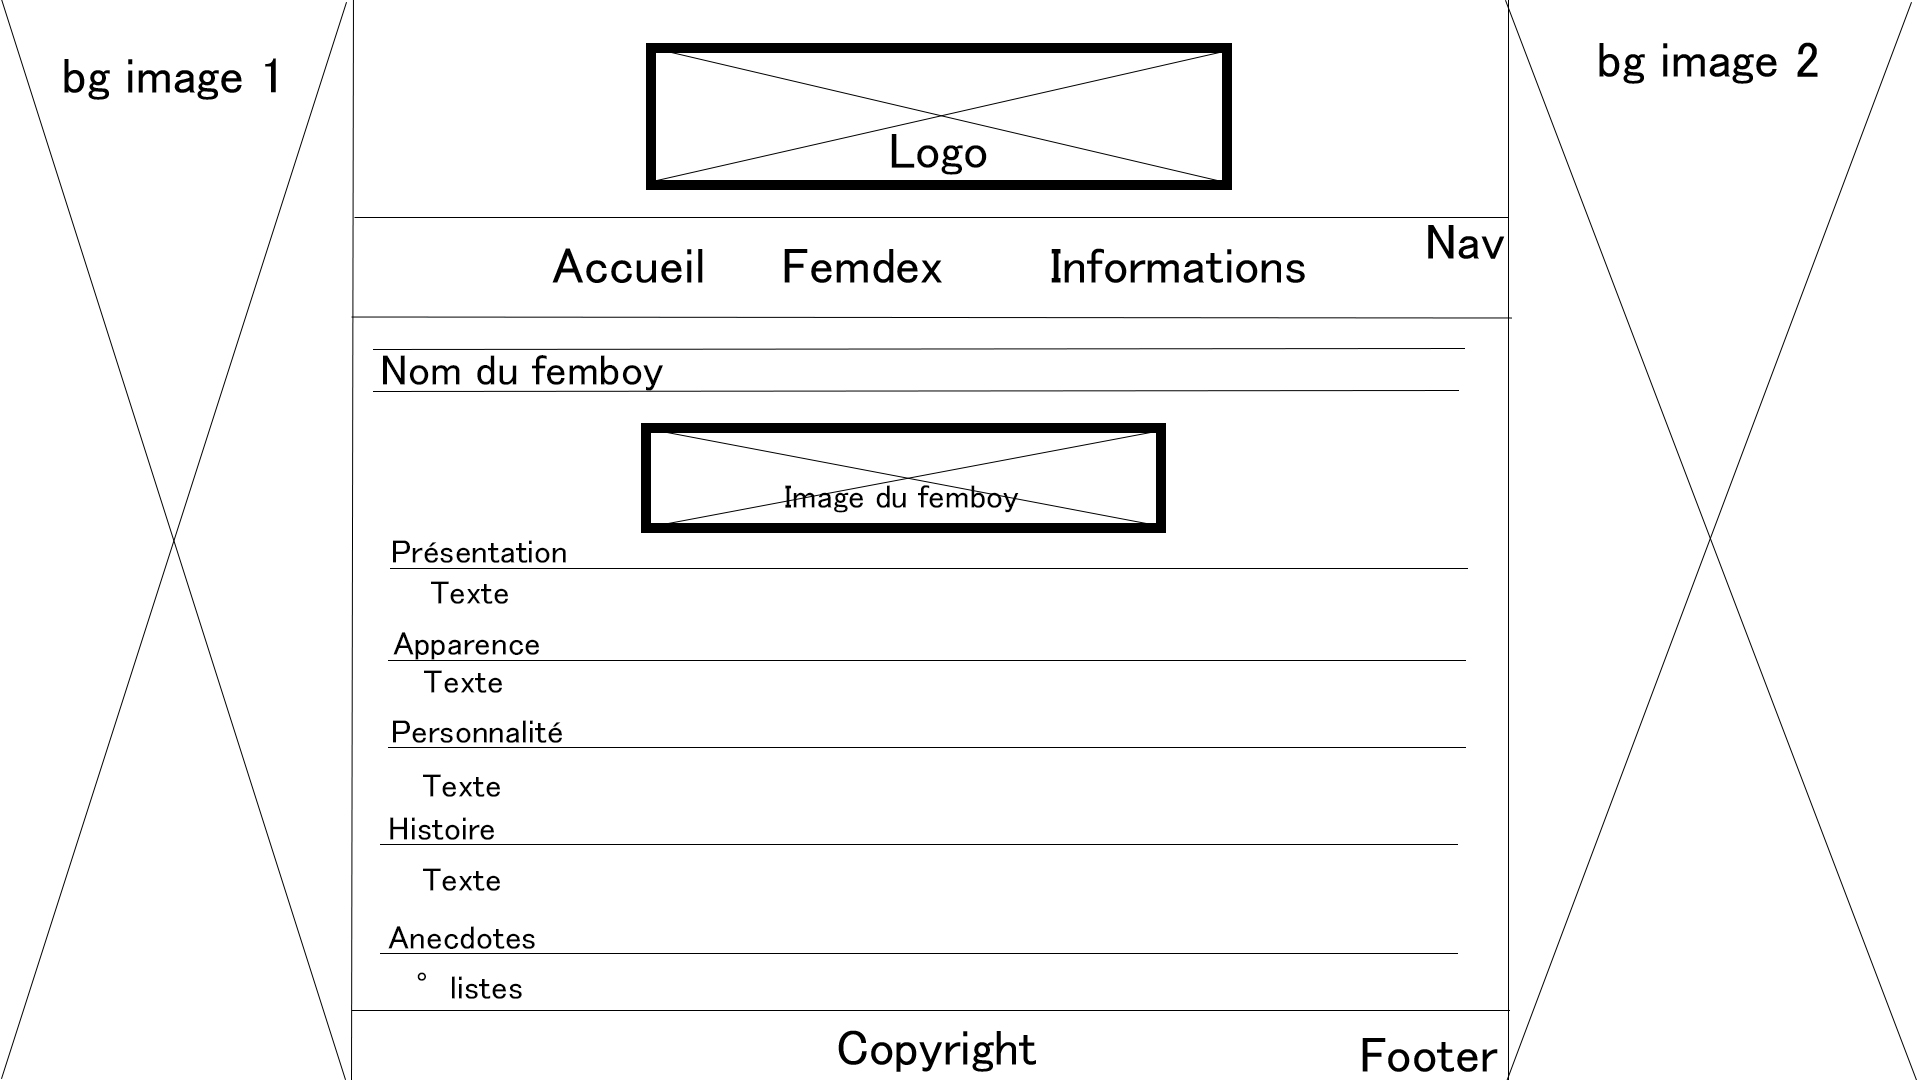 bg image 1
bg image 2
Logo
Nav
Accueil Femdex Informations
Nom du femboy
Image du femboy
Présentation
Texte
Apparence
Texte
Personnalité
Texte
Histoire
Texte
Anecdotes
° listes
Copyright
Footer